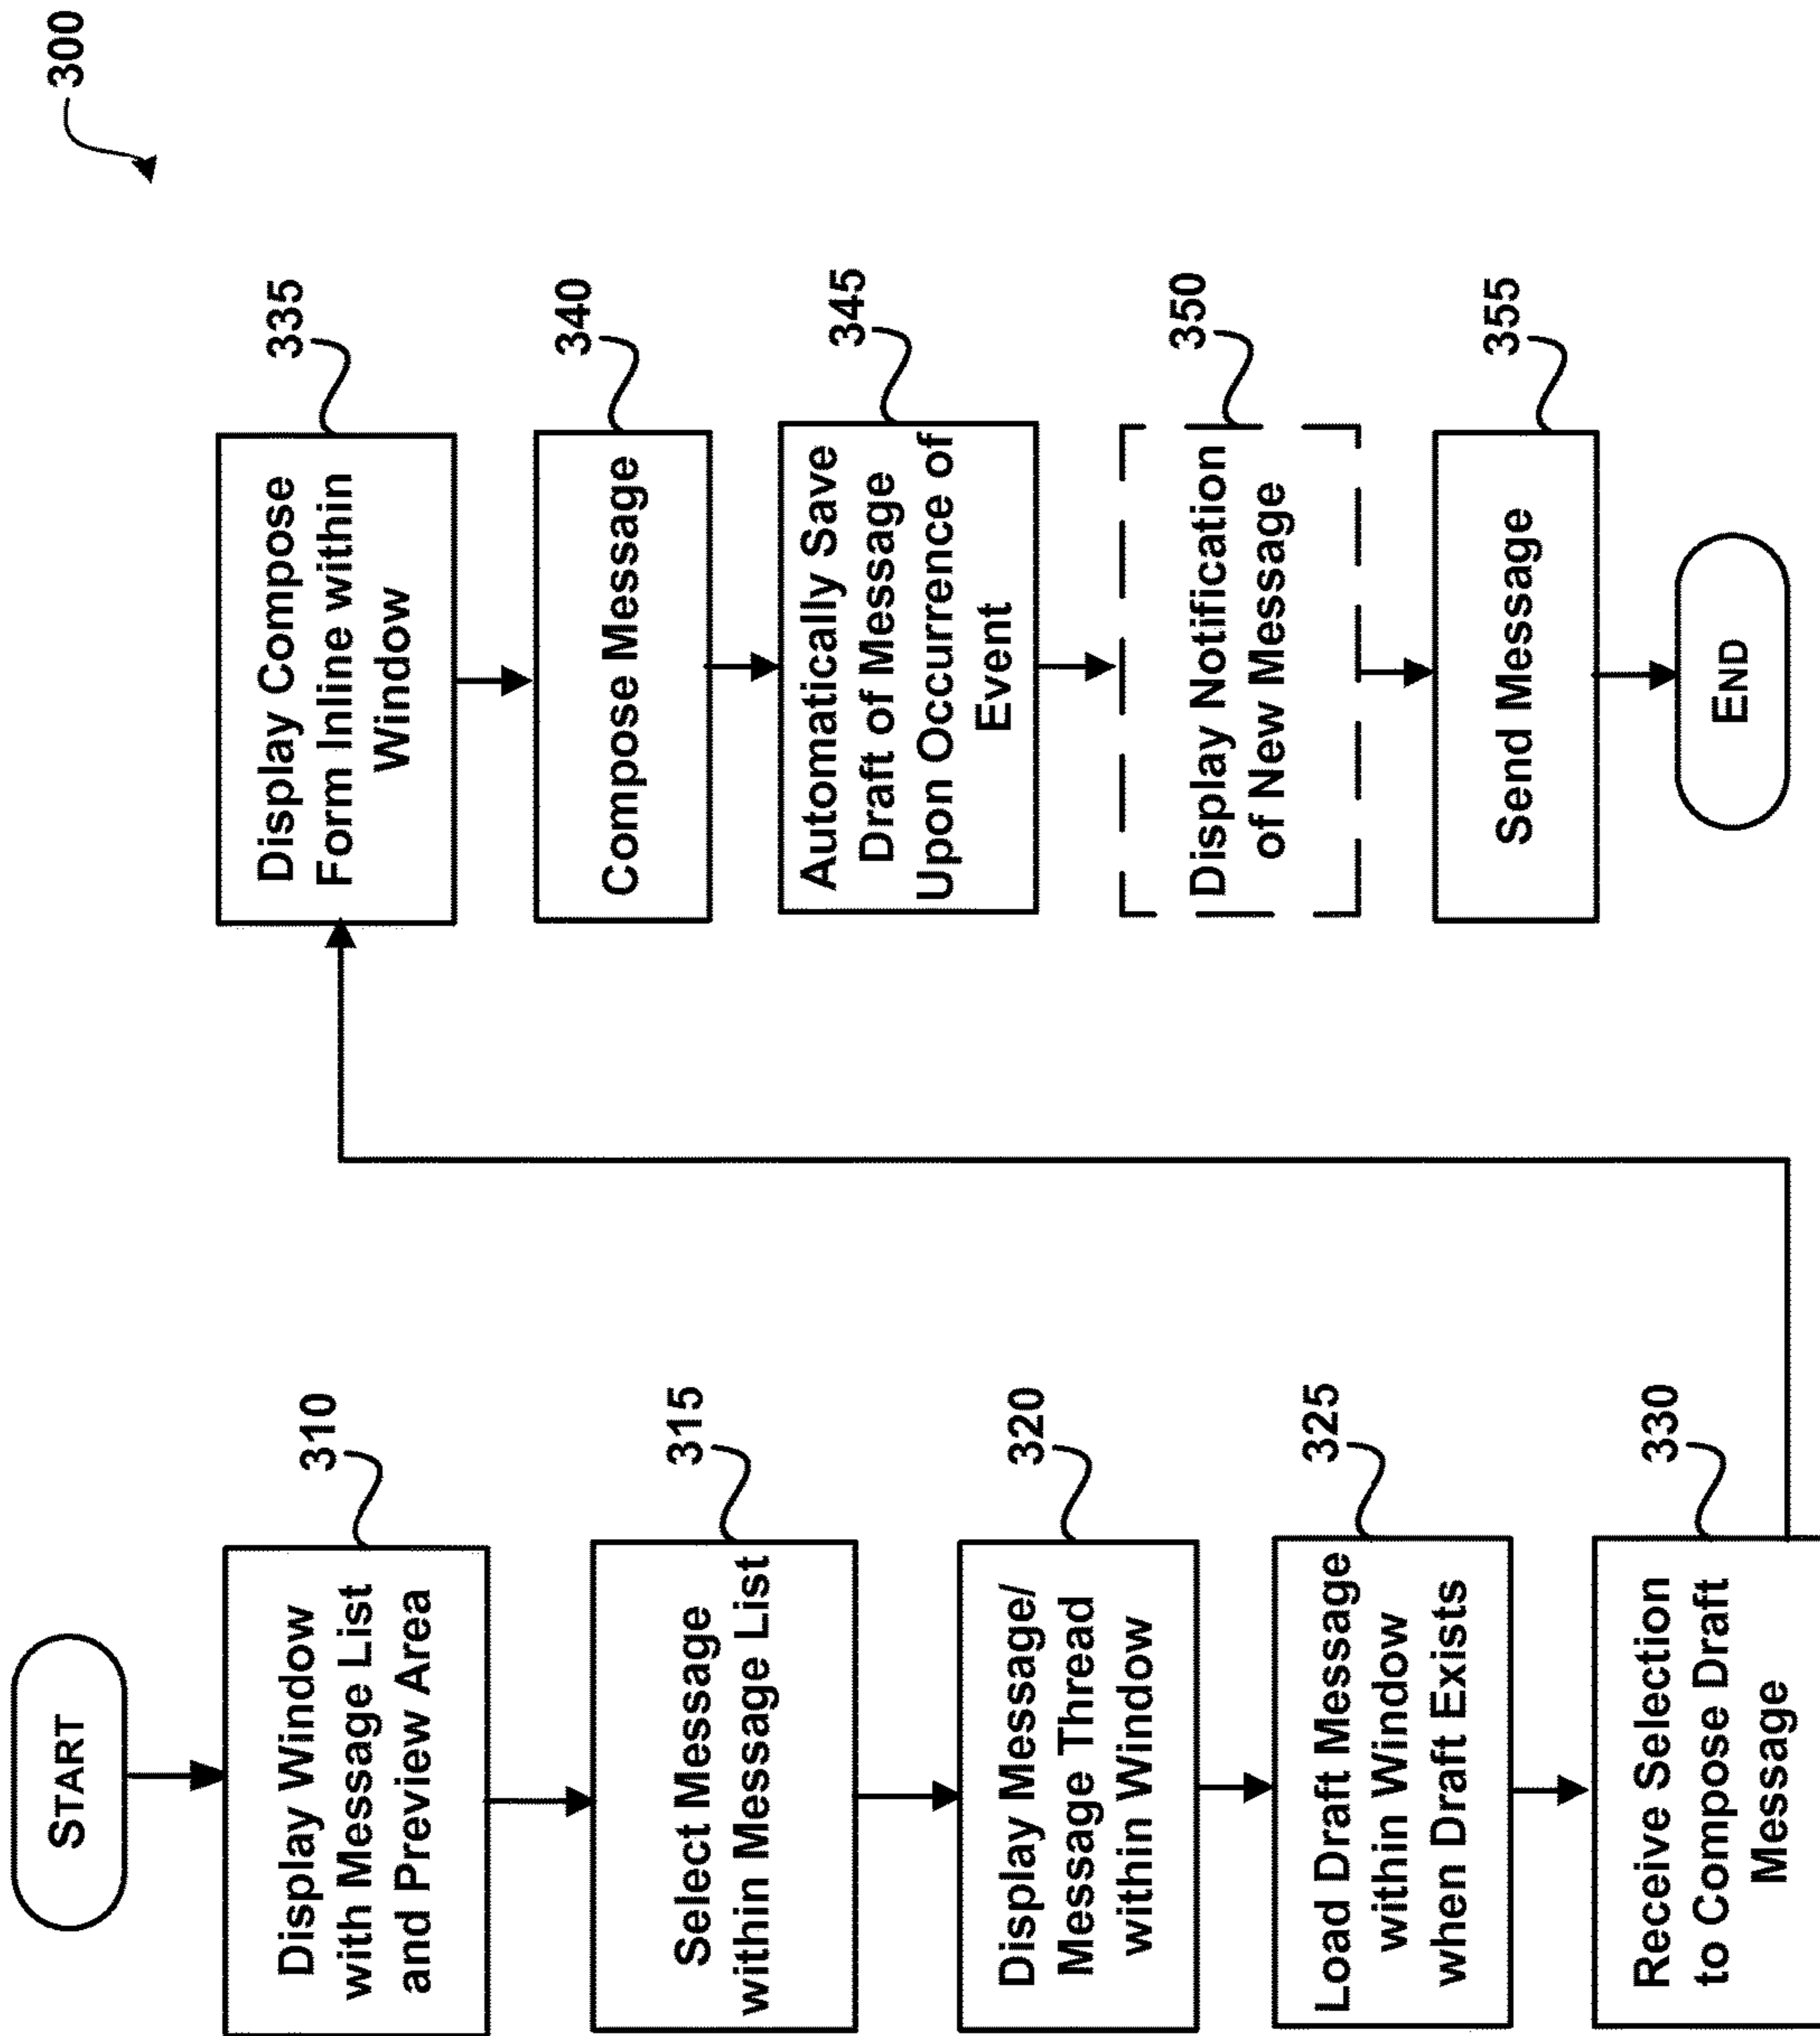 300
START
Display Window
with Message List
and Preview Area
310
Select Message
within Message List
315
Display Message/
Message Thread
within Window
320
Load Draft Message
within Window
when Draft Exists
325
Receive Selection
to Compose Draft
Message
330
Display Compose
Form Inline within
Window
335
Compose Message
340
Automatically Save
Draft of Message
Upon Occurrence of
Event
345
Display Notification
of New Message
350
Send Message
355
END